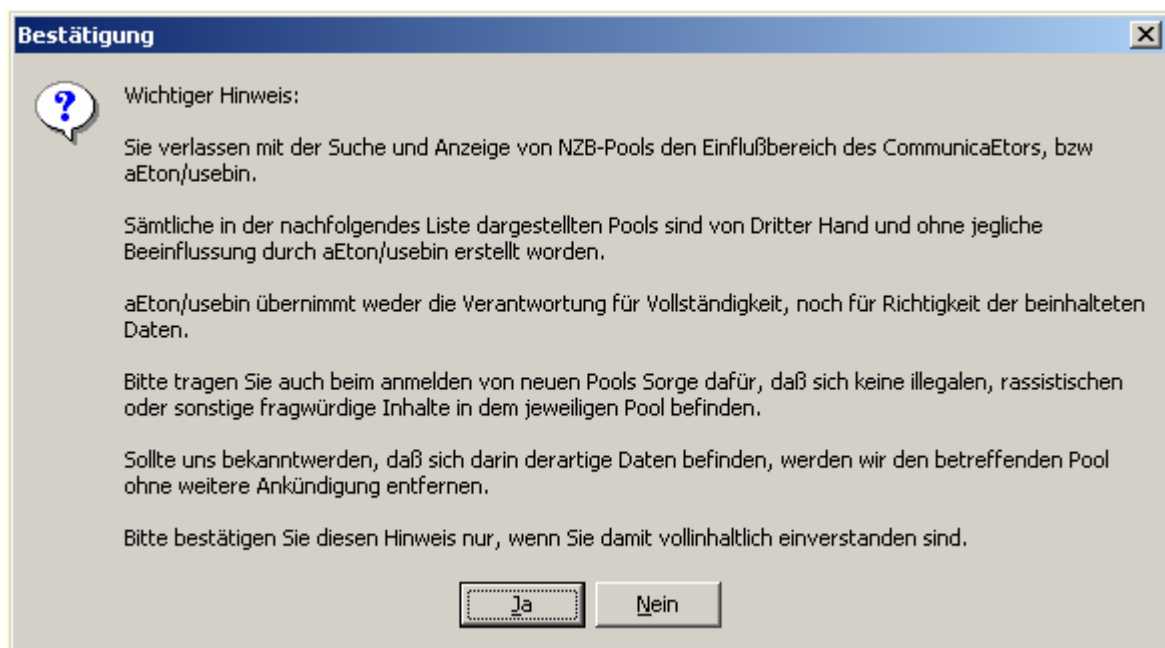 Bestätigung
Wichtiger Hinweis:
Sie verlassen mit der Suche und Anzeige von NZB-Pools den Einflußbereich des CommunicaEtors, bzw
aEton/usebin.
Sämtliche in der nachfolgendes Liste dargestellten Pools sind von Dritter Hand und ohne jegliche
Beeinflussung durch aEton/usebin erstellt worden.
aEton/usebin übernimmt weder die Verantwortung für Vollständigkeit, noch für Richtigkeit der beinhalteten
Daten.
Bitte tragen Sie auch beim anmelden von neuen Pools Sorge dafür, daß sich keine illegalen, rassistischen
oder sonstige fragwürdige Inhalte in dem jeweiligen Pool befinden.
Sollte uns bekanntwerden, daß sich darin derartige Daten befinden, werden wir den betreffenden Pool
ohne weitere Ankündigung entfernen.
Bitte bestätigen Sie diesen Hinweis nur, wenn Sie damit vollinhaltlich einverstanden sind.
Ja
Nein